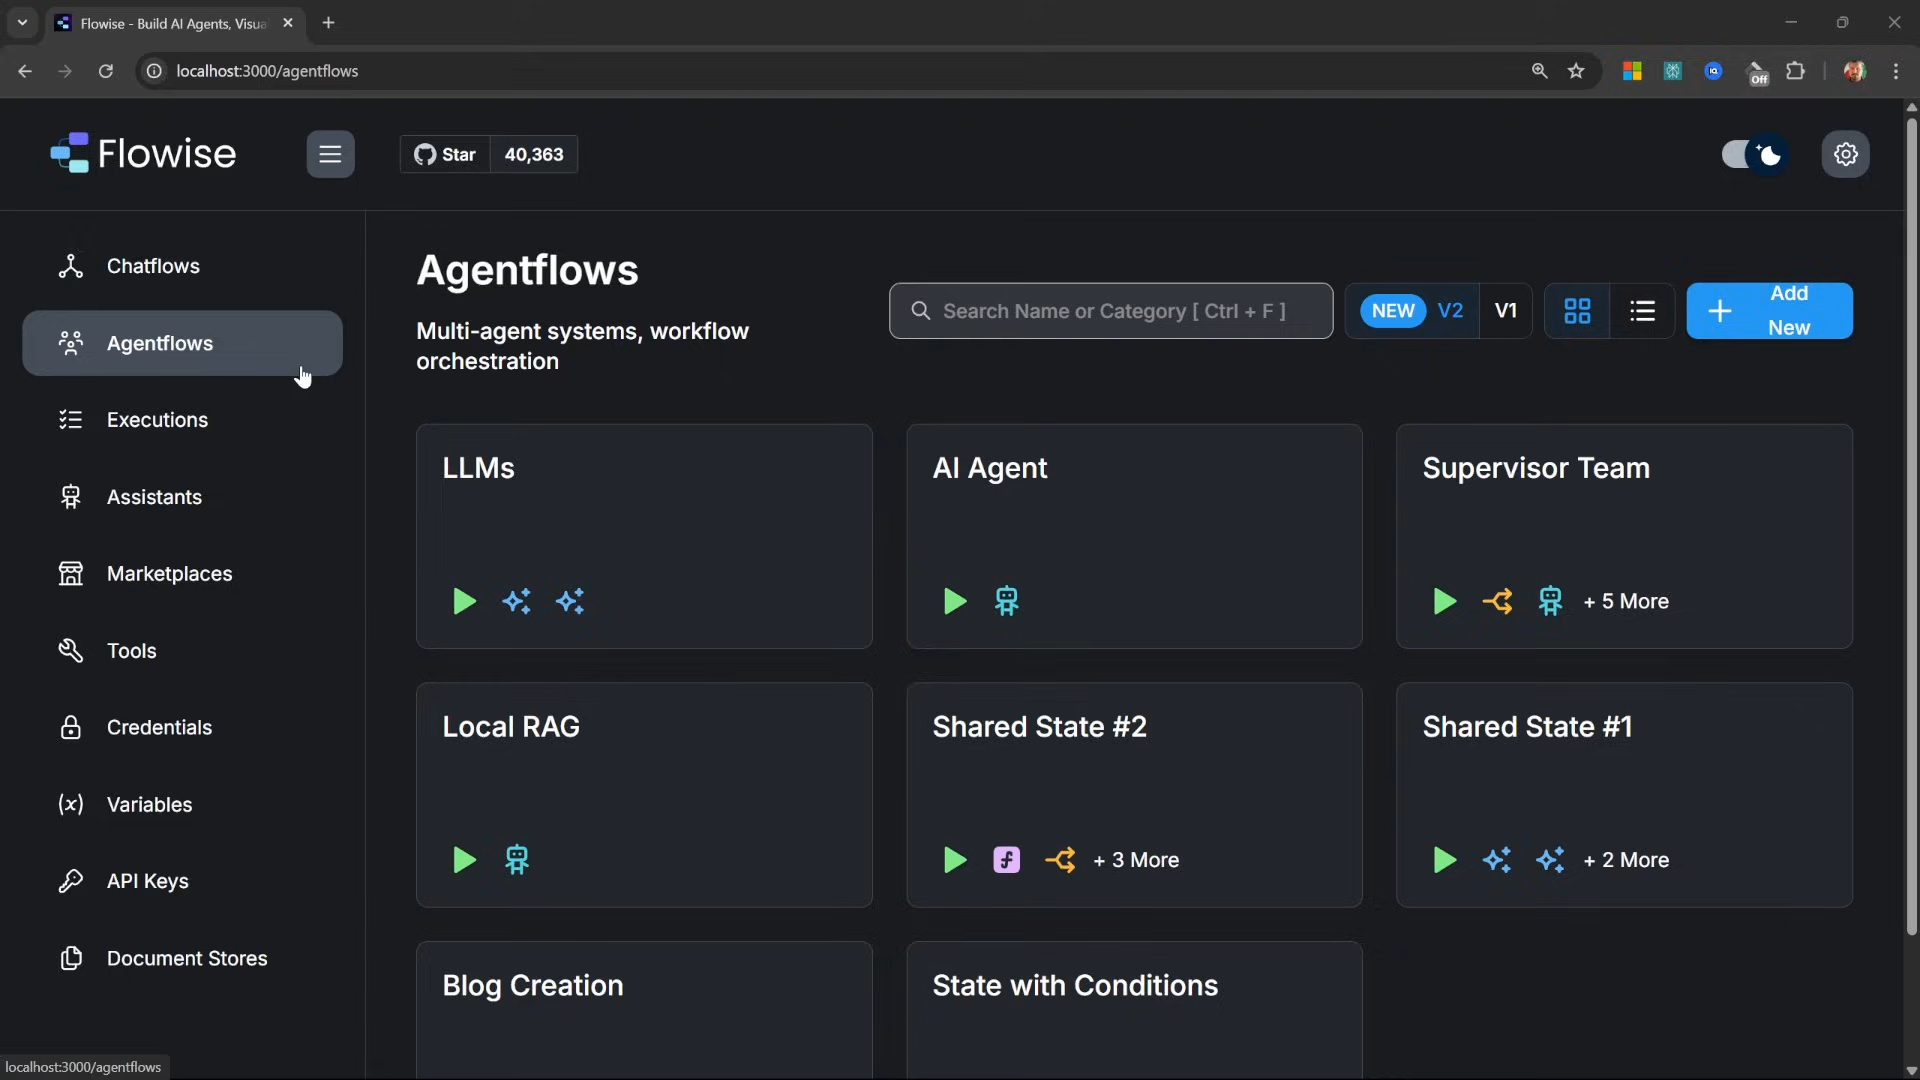 Flowise - Build AI Agents, Visua
localhost:3000/agentflows
Off
Flowise
Star 40,363
Chatflows
Agentflows
Executions
Assistants
Marketplaces
Tools
Credentials
Variables
API Keys
Document Stores
Agentflows
Multi-agent systems, workflow
orchestration
Search Name or Category [ Ctrl + F ]
NEW V2 V1
Add
New
LLMs
AI Agent
Supervisor Team
+ 5 More
Local RAG
Shared State #2
+ 3 More
Shared State #1
+ 2 More
Blog Creation
State with Conditions
localhost:3000/agentflows